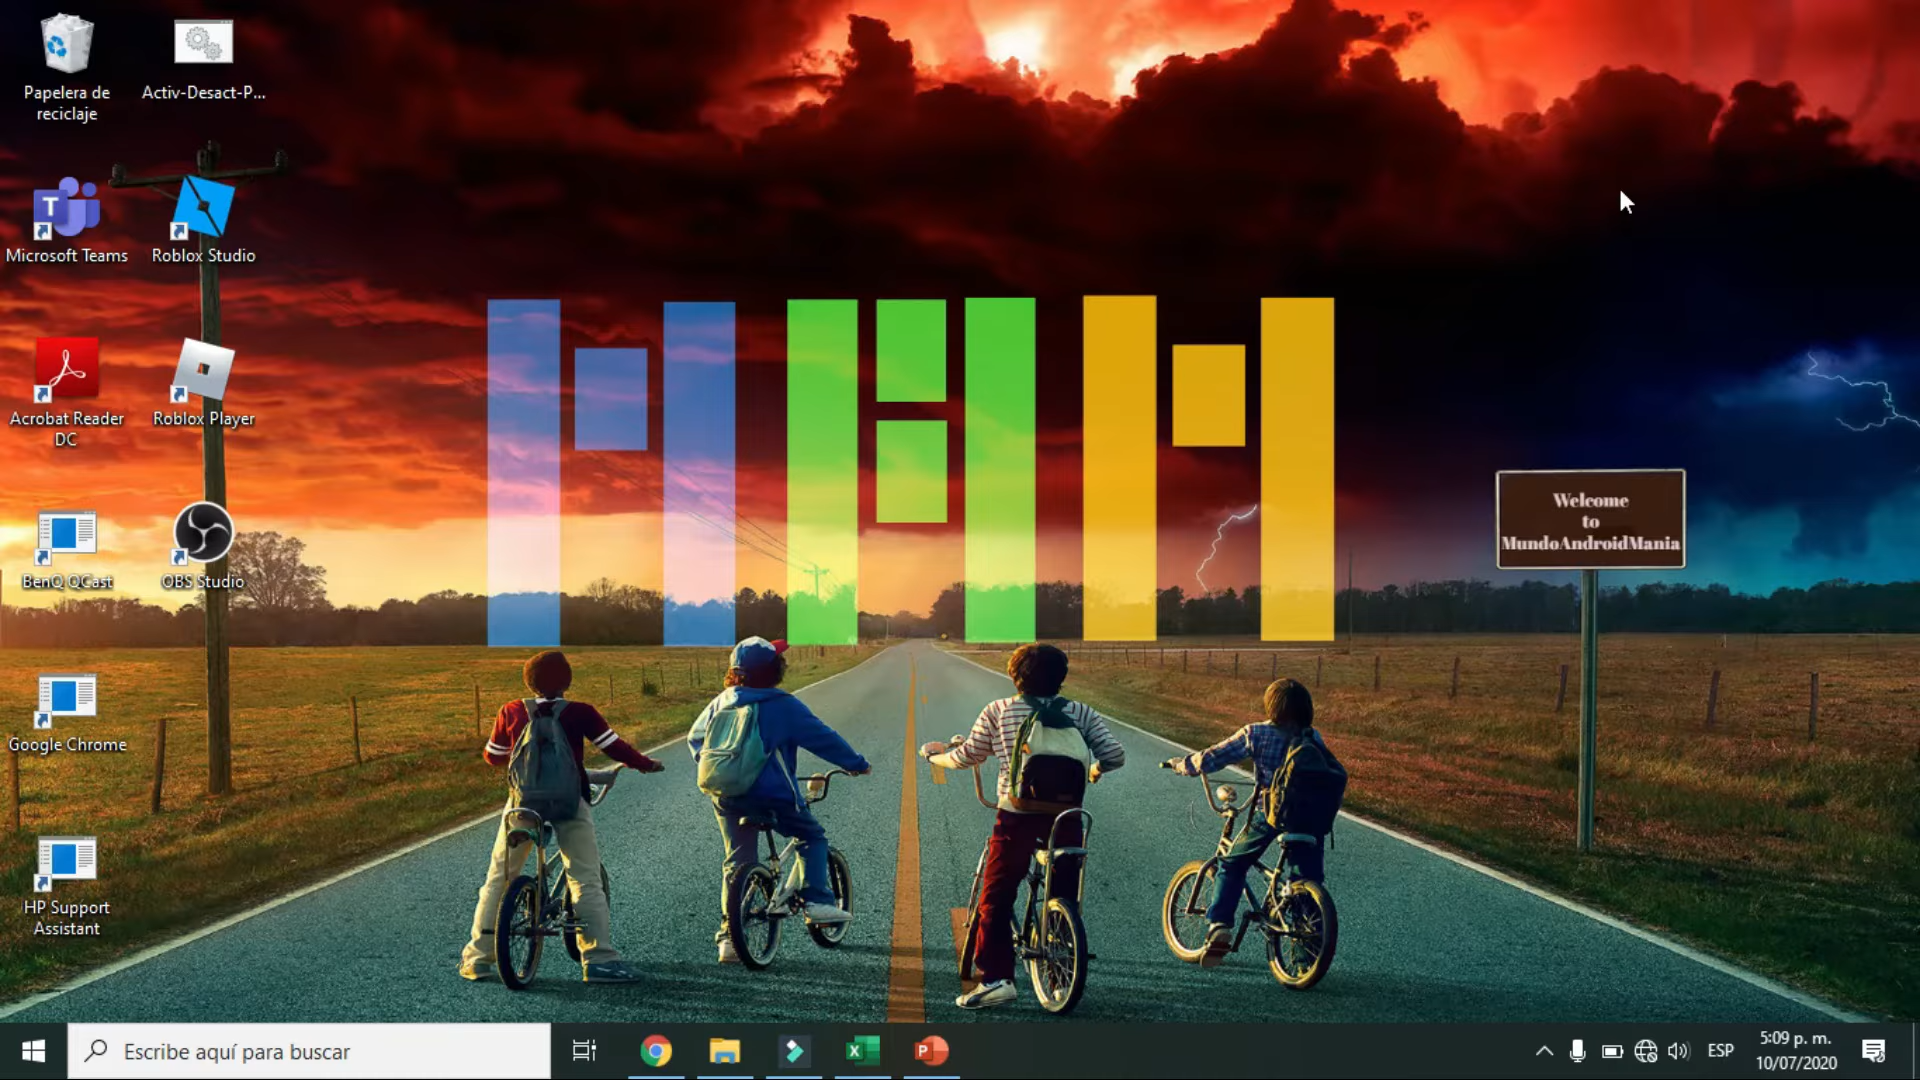 Papelera de
reciclaje
Activ-Desact-P...
Microsoft Teams
Roblox Studio
Acrobat Reader
DC
Roblox Player
BenQ QCast
OBS Studio
Google Chrome
HP Support
Assistant
Welcome
to
MundoAndroidMania
Escribe aquí para buscar
ESP
5:09 p. m.
10/07/2020